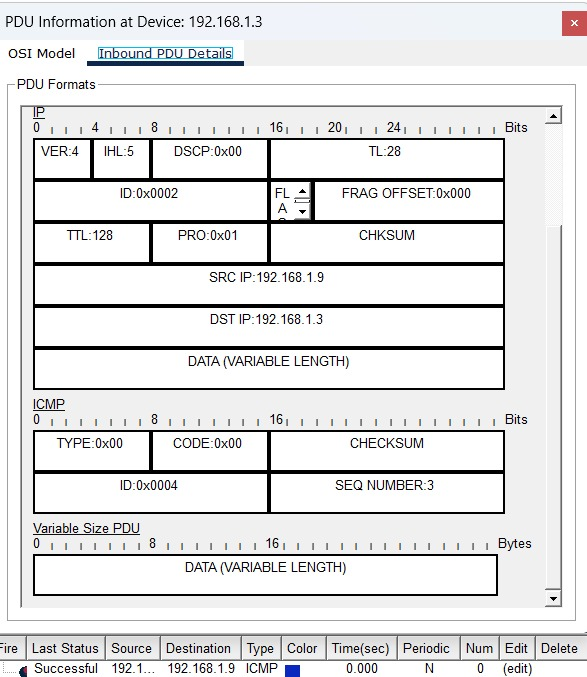 PDU Information at Device: 192.168.1.3
OSI Model Inbound PDU Details
PDU Formats
IP
0 4 8 16 20 24 Bits
VER:4 IHL:5 DSCP:0x00 TL:28
ID:0x0002 FL A FRAG OFFSET:0x000
TTL:128 PRO:0x01 CHKSUM
SRC IP:192.168.1.9
DST IP:192.168.1.3
DATA (VARIABLE LENGTH)
ICMP
0 8 16 Bits
TYPE:0x00 CODE:0x00 CHECKSUM
ID:0x0004 SEQ NUMBER:3
Variable Size PDU
0 8 16 Bytes
DATA (VARIABLE LENGTH)
Fire Last Status Source Destination Type Color Time(sec) Periodic Num Edit Delete
Successful 192.1... 192.168.1.9 ICMP 0.000 N 0 (edit)